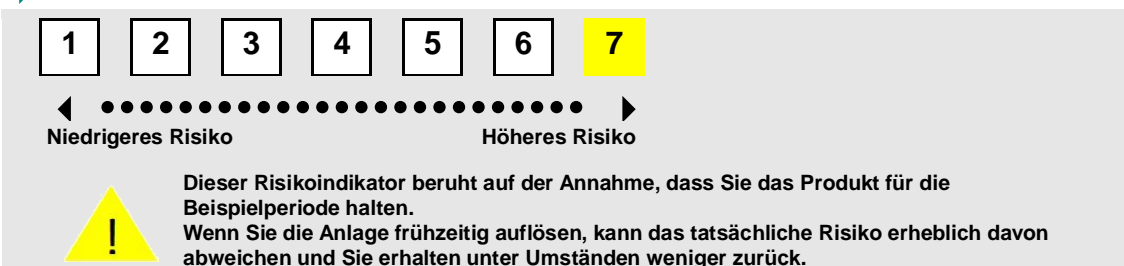 1 2 3 4 5 6 7
Niedrigeres Risiko Höheres Risiko
Dieser Risikoindikator beruht auf der Annahme, dass Sie das Produkt für die
Beispielperiode halten.
! Wenn Sie die Anlage frühzeitig auflösen, kann das tatsächliche Risiko erheblich davon
abweichen und Sie erhalten unter Umständen weniger zurück.